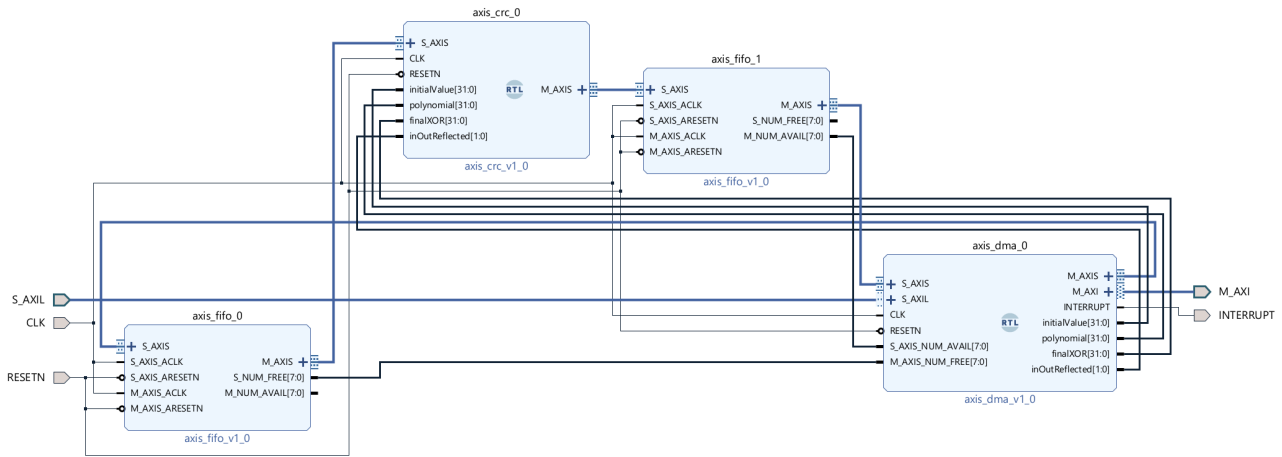 axis_crc_0
S_AXIS
CLK
RESETN
initialValue[31:0]
polynomial[31:0]
finalXOR[31:0]
inOutReflected[1:0]
RTL
M_AXIS
axis_crc_v1_0
axis_fifo_1
S_AXIS
S_AXIS_ACLK
S_AXIS_ARESETN
M_AXIS_ACLK
M_AXIS_ARESETN
M_AXIS
S_NUM_FREE[7:0]
M_NUM_AVAIL[7:0]
axis_fifo_v1_0
S_AXIL
CLK
RESETN
axis_fifo_0
S_AXIS
S_AXIS_ACLK
S_AXIS_ARESETN
M_AXIS_ACLK
M_AXIS_ARESETN
M_AXIS
S_NUM_FREE[7:0]
M_NUM_AVAIL[7:0]
axis_fifo_v1_0
axis_dma_0
S_AXIS
S_AXIL
CLK
RESETN
S_AXIS_NUM_AVAIL[7:0]
M_AXIS_NUM_FREE[7:0]
RTL
M_AXIS
M_AXI
INTERRUPT
initialValue[31:0]
polynomial[31:0]
finalXOR[31:0]
inOutReflected[1:0]
axis_dma_v1_0
M_AXI
INTERRUPT